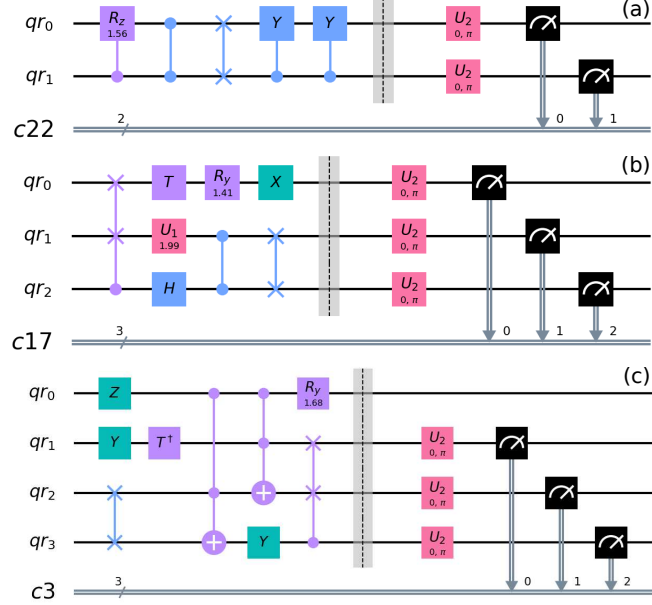 (a)
qr0 Rz 1.56 Y Y U2 0, π
qr1 U2 0, π
c22 2 0 1
(b)
qr0 T Ry 1.41 X U2 0, π
qr1 U1 1.99 U2 0, π
qr2 H U2 0, π
c17 3 0 1 2
(c)
qr0 Z Ry 1.68
qr1 Y T† U2 0, π
qr2 U2 0, π
qr3 Y U2 0, π
c3 3 0 1 2